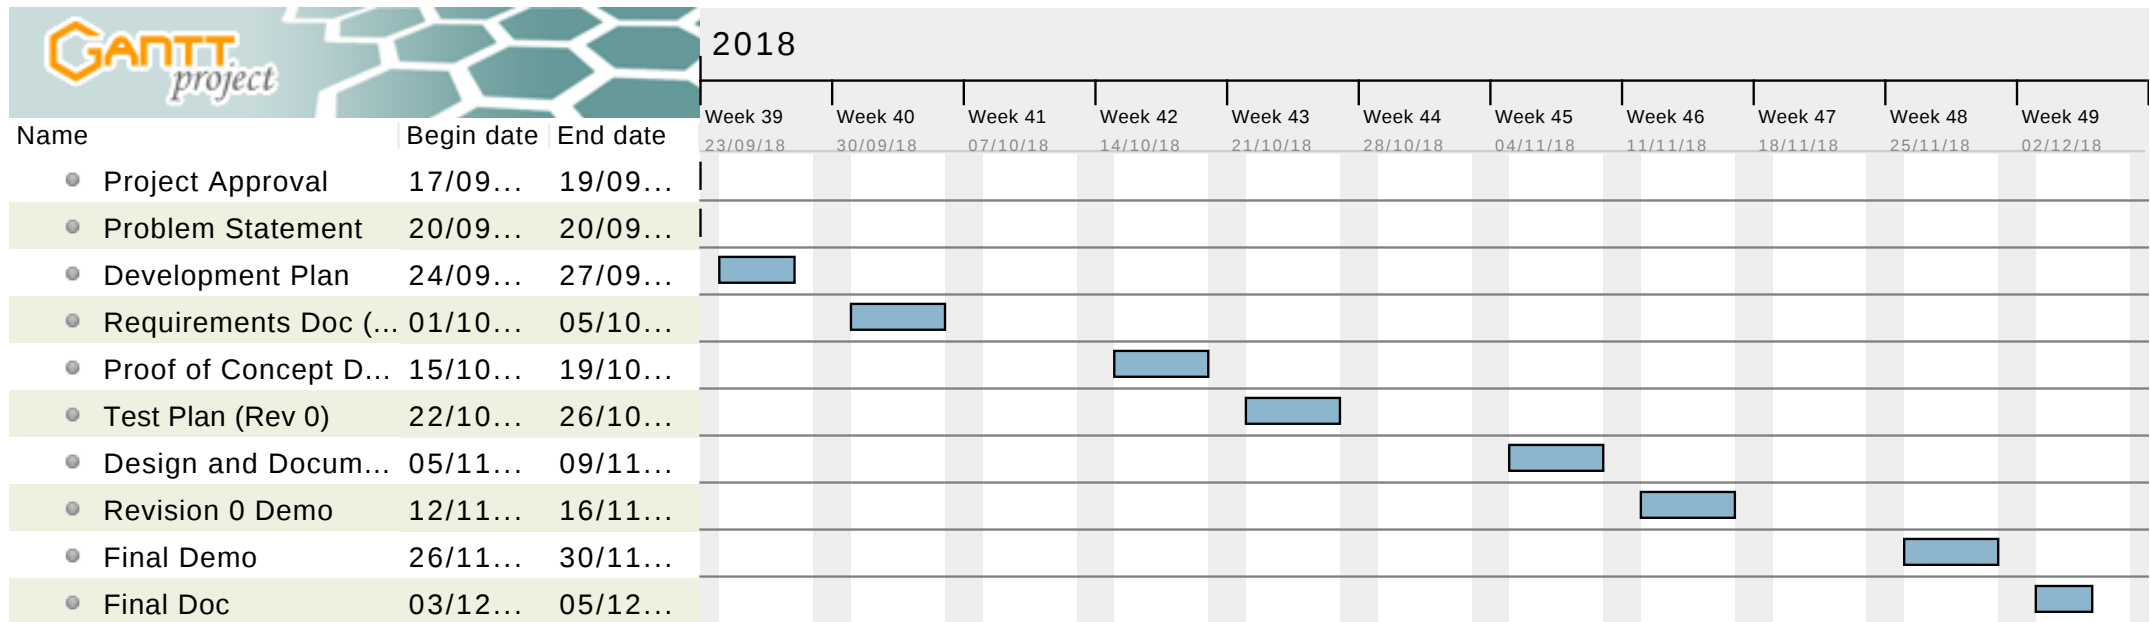 GANTT
project
2018
Week 39 Week 40 Week 41 Week 42 Week 43 Week 44 Week 45 Week 46 Week 47 Week 48 Week 49
23/09/18 30/09/18 07/10/18 14/10/18 21/10/18 28/10/18 04/11/18 11/11/18 18/11/18 25/11/18 02/12/18
Name Begin date End date
Project Approval 17/09... 19/09...
Problem Statement 20/09... 20/09...
Development Plan 24/09... 27/09...
Requirements Doc (... 01/10... 05/10...
Proof of Concept D... 15/10... 19/10...
Test Plan (Rev 0) 22/10... 26/10...
Design and Docum... 05/11... 09/11...
Revision 0 Demo 12/11... 16/11...
Final Demo 26/11... 30/11...
Final Doc 03/12... 05/12...